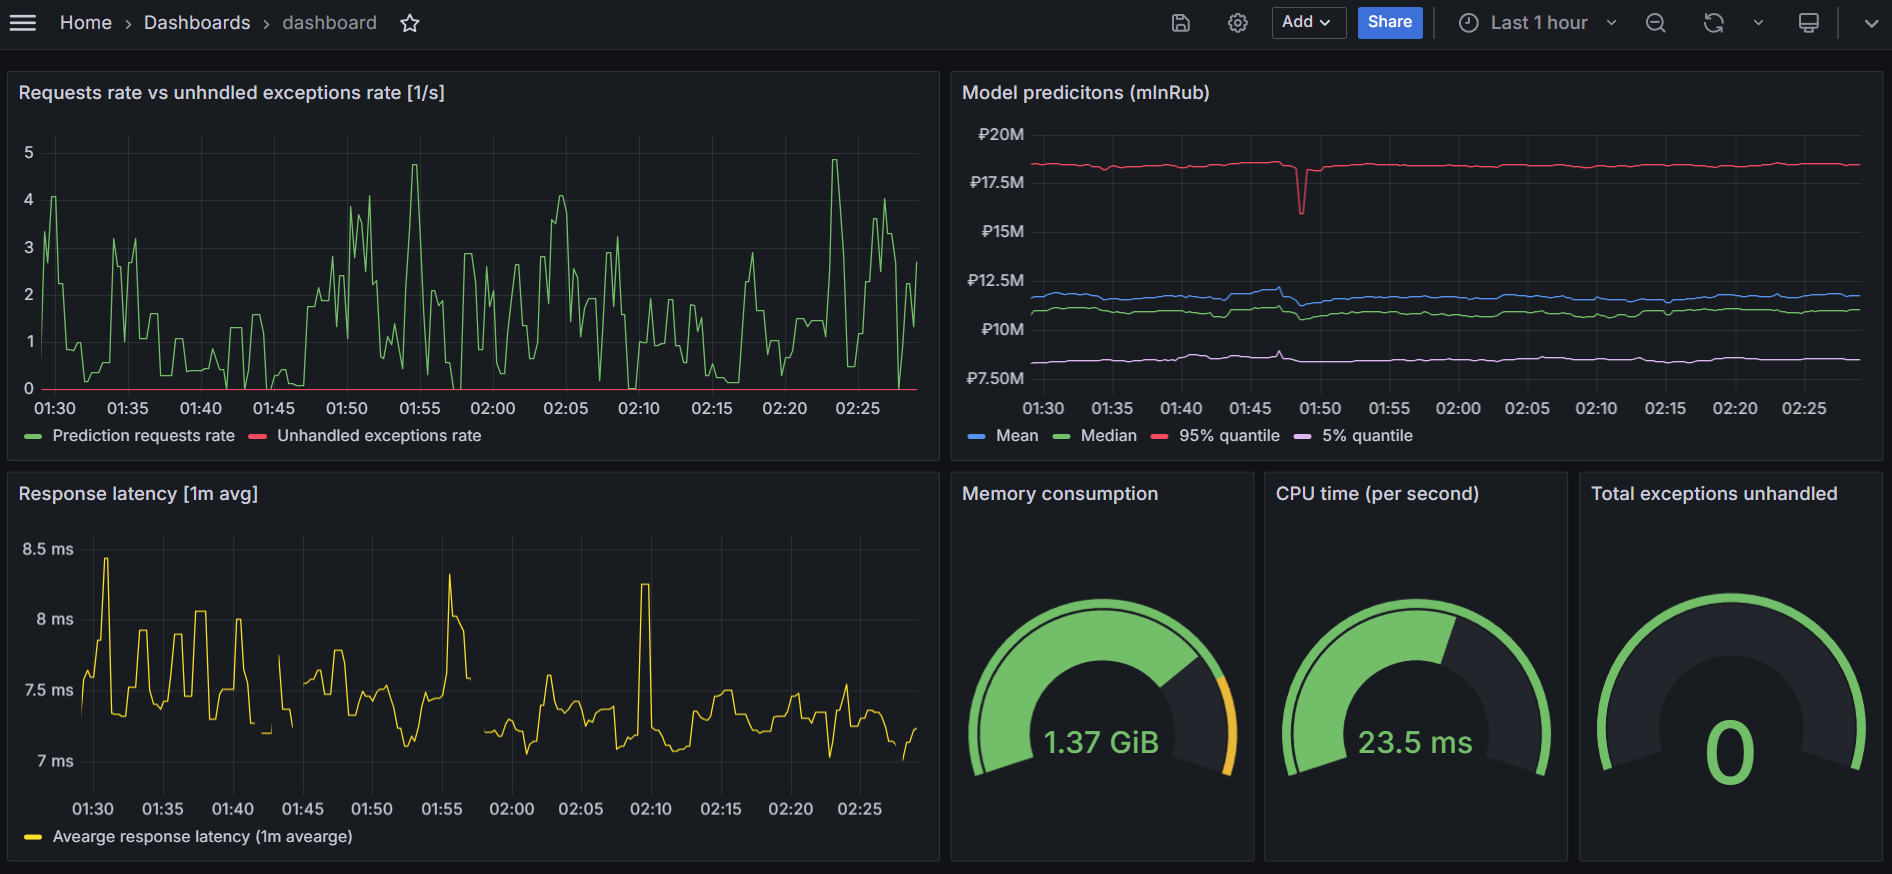 Home › Dashboards › dashboard
Add
Share
Last 1 hour
Requests rate vs unhndled exceptions rate [1/s]
5
4
3
2
1
0
01:30 01:35 01:40 01:45 01:50 01:55 02:00 02:05 02:10 02:15 02:20 02:25
Prediction requests rate Unhandled exceptions rate
Model predicitons (mlnRub)
₽20M
₽17.5M
₽15M
₽12.5M
₽10M
₽7.50M
01:30 01:35 01:40 01:45 01:50 01:55 02:00 02:05 02:10 02:15 02:20 02:25
Mean Median 95% quantile 5% quantile
Response latency [1m avg]
8.5 ms
8 ms
7.5 ms
7 ms
01:30 01:35 01:40 01:45 01:50 01:55 02:00 02:05 02:10 02:15 02:20 02:25
Avearge response latency (1m avearge)
Memory consumption
1.37 GiB
CPU time (per second)
23.5 ms
Total exceptions unhandled
0